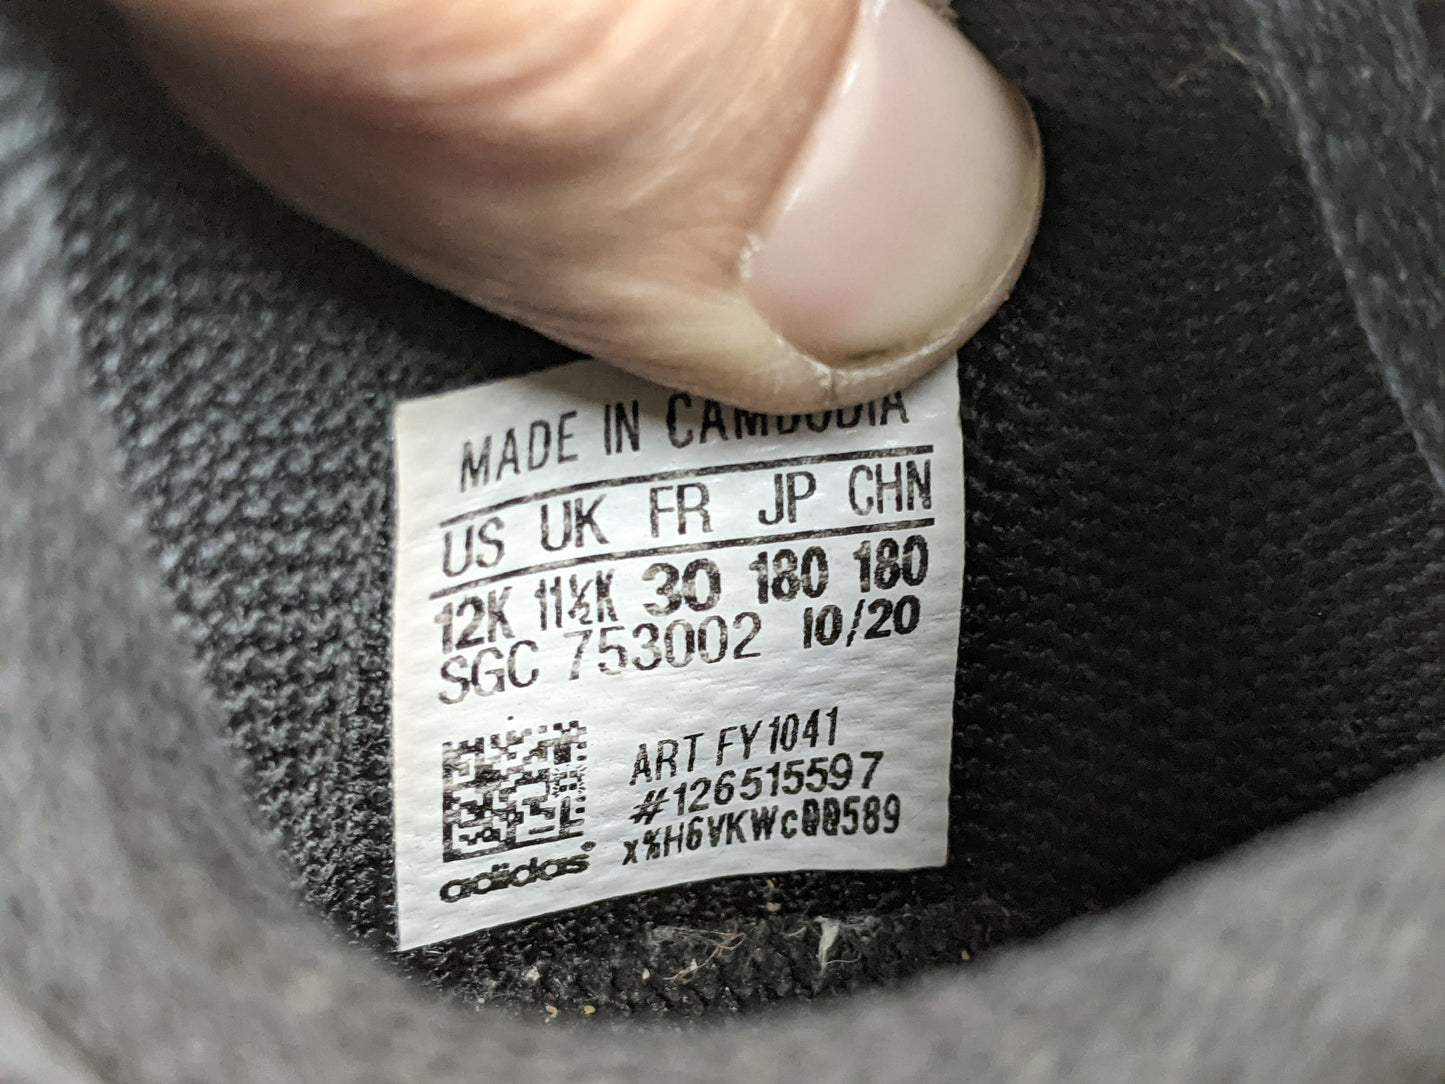 MADE IN CAMBODIA
US UK FR JP CHN
12K 11½K 30 180 180
SGC 753002 10/20
ART FY1041
#126515597
x%H6VKWc00589
adidas